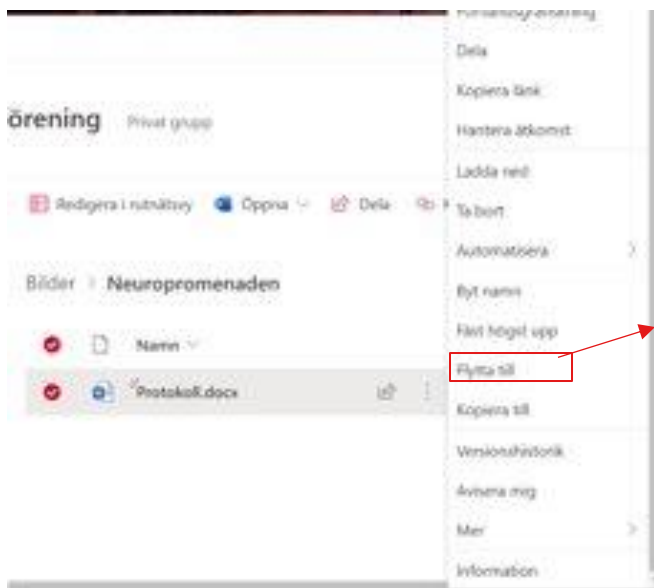 Förhandsgranskning
Dela
Kopiera länk
Hantera åtkomst
Ladda ned
Ta bort
Automatisera
Byt namn
Fäst högst upp
Flytta till
Kopiera till
Versionshistorik
Avisera mig
Mer
Information
örening Privat grupp
Redigera i rutnätsvy Öppna Dela
Bilder Neuropromenaden
Namn
Protokoll.docx